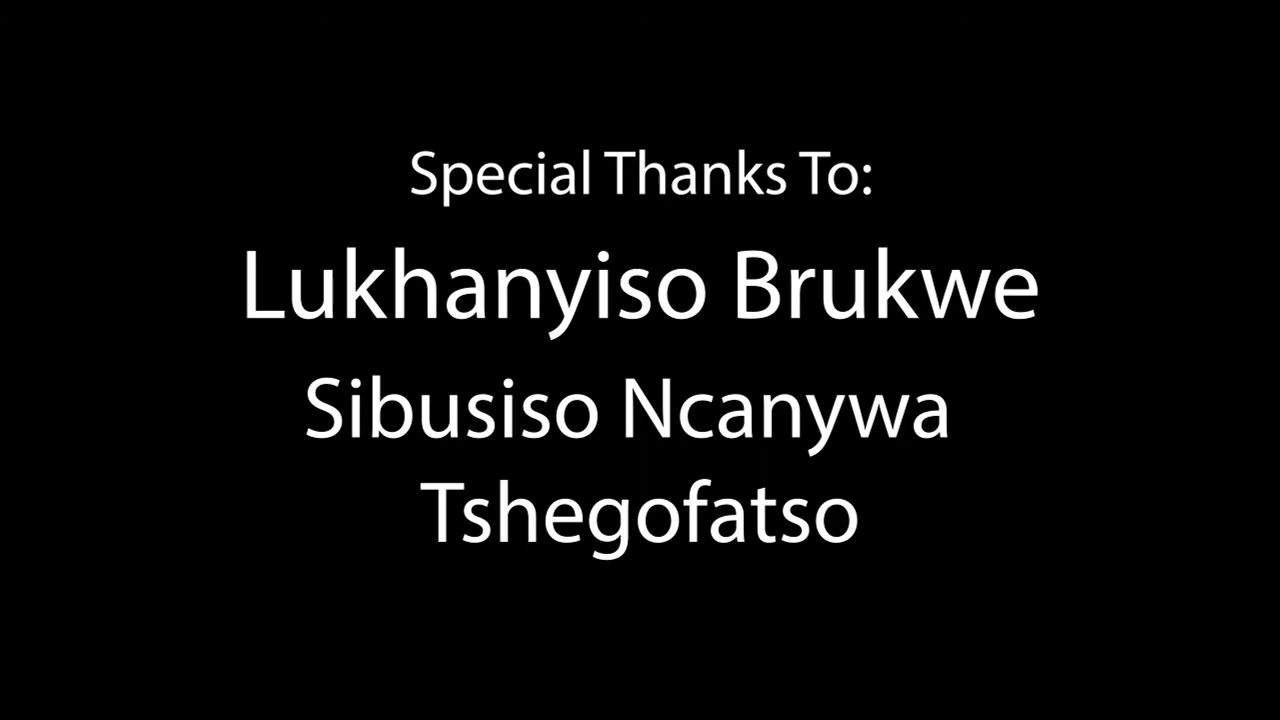 Special Thanks To:
Lukhanyiso Brukwe
Sibusiso Ncanywa
Tshegofatso